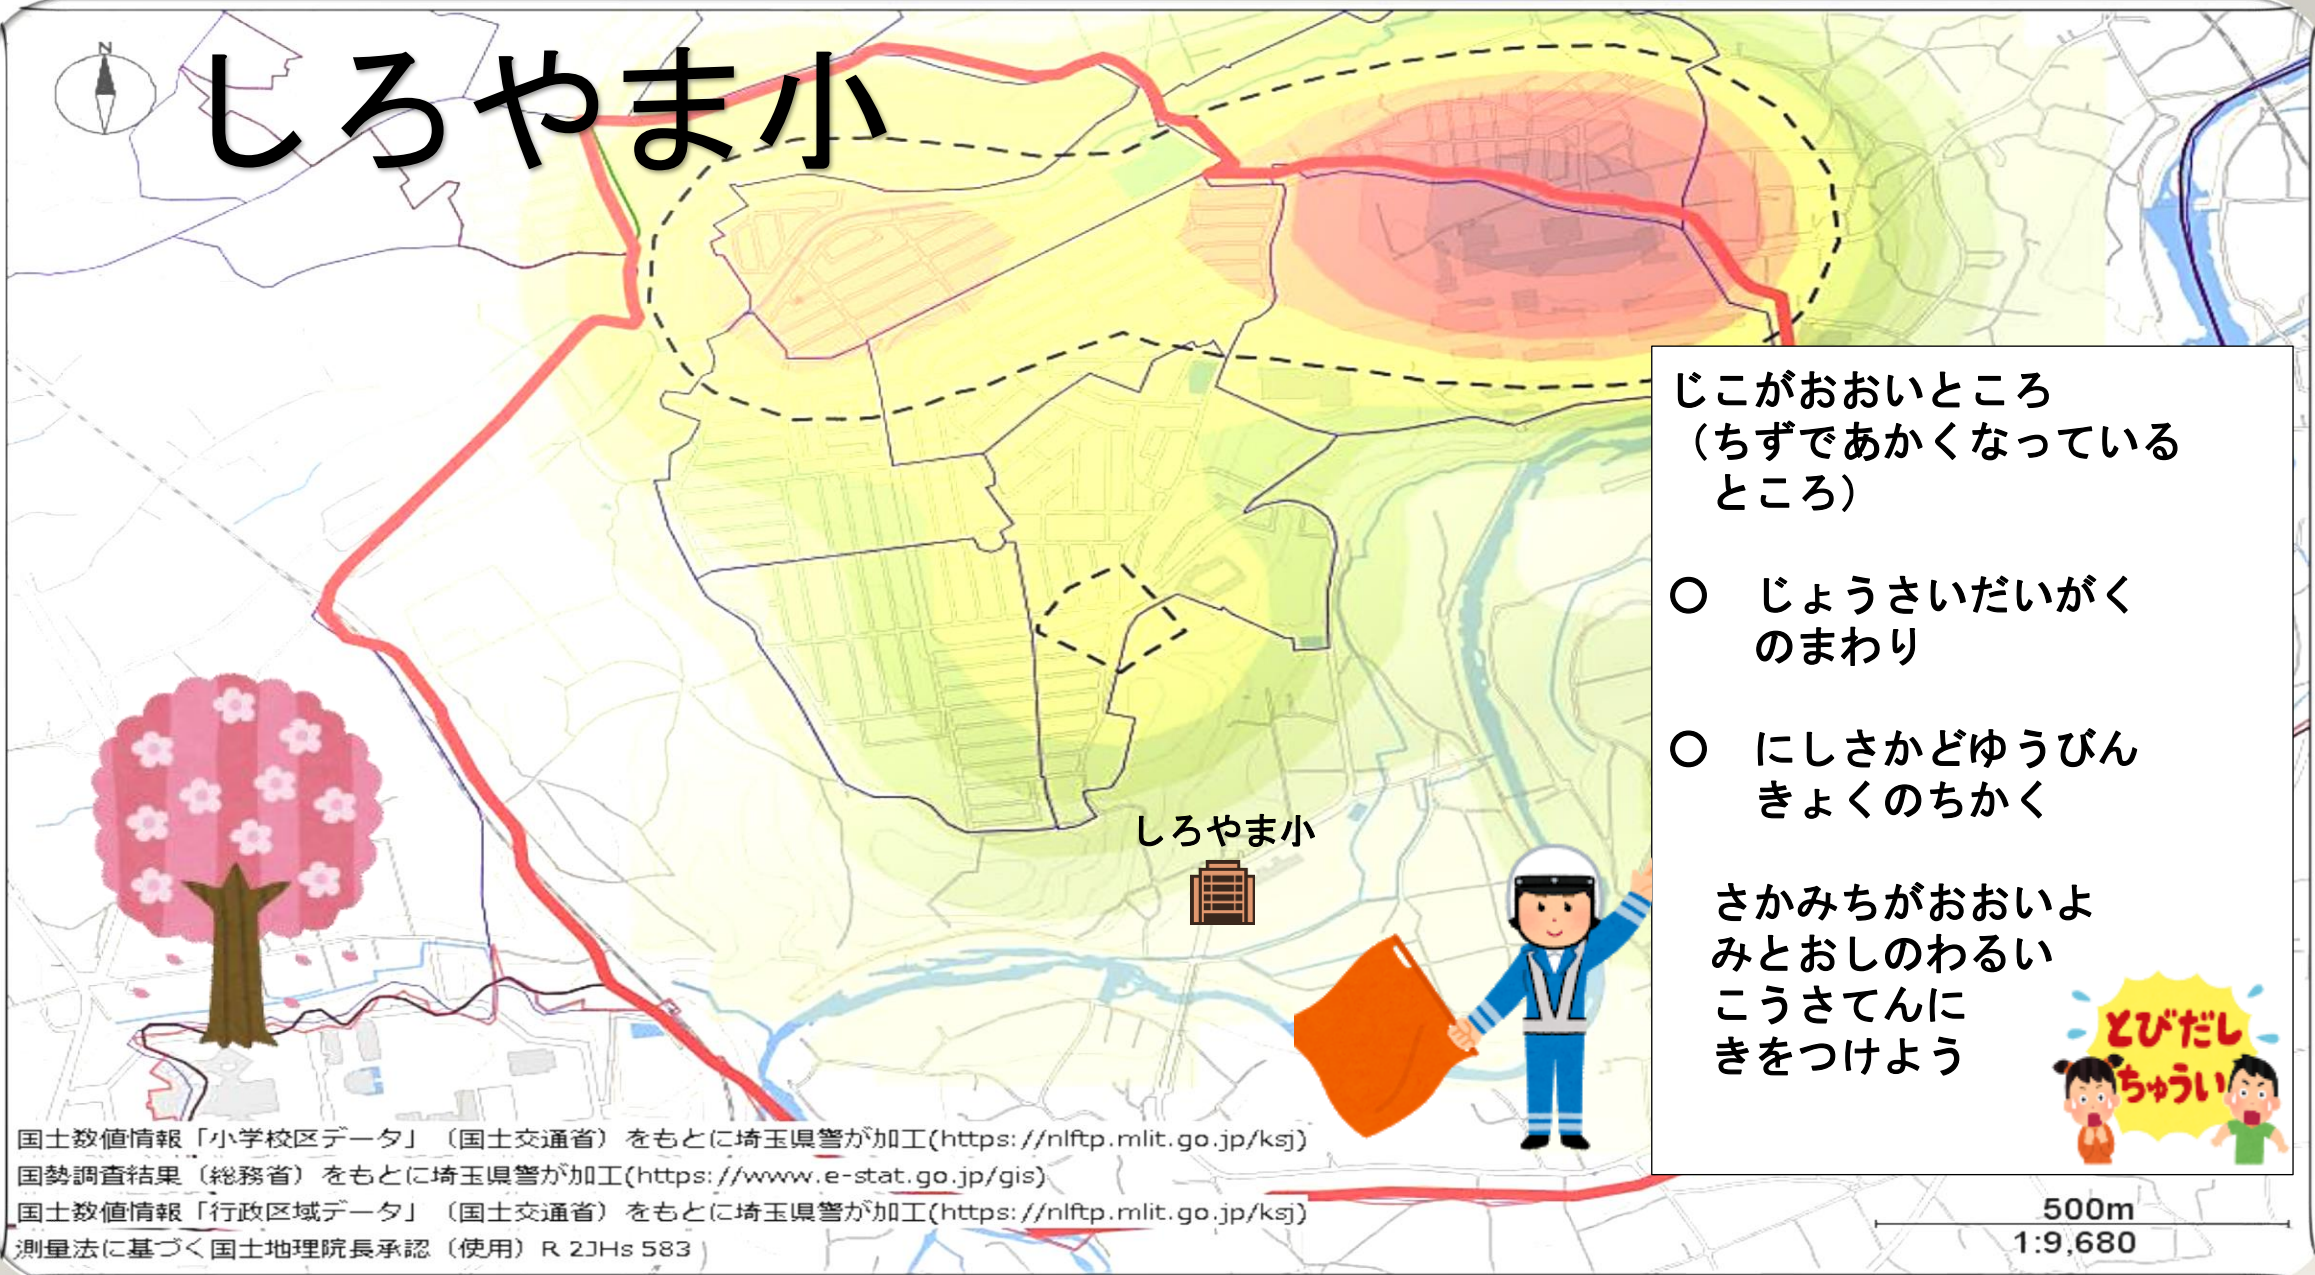 N
しろやま小
じこがおおいところ
（ちずであかくなっている
ところ）
○　じょうさいだいがく
のまわり
○　にしさかどゆうびん
きょくのちかく
さかみちがおおいよ
みとおしのわるい
こうさてんに
きをつけよう
とびだし
ちゅうい
しろやま小
国土数値情報「小学校区データ」（国土交通省）をもとに埼玉県警が加工(https://nlftp.mlit.go.jp/ksj)
国勢調査結果（総務省）をもとに埼玉県警が加工(https://www.e-stat.go.jp/gis)
国土数値情報「行政区域データ」（国土交通省）をもとに埼玉県警が加工(https://nlftp.mlit.go.jp/ksj)
測量法に基づく国土地理院長承認（使用）R 2JHs 583
500m
1:9,680